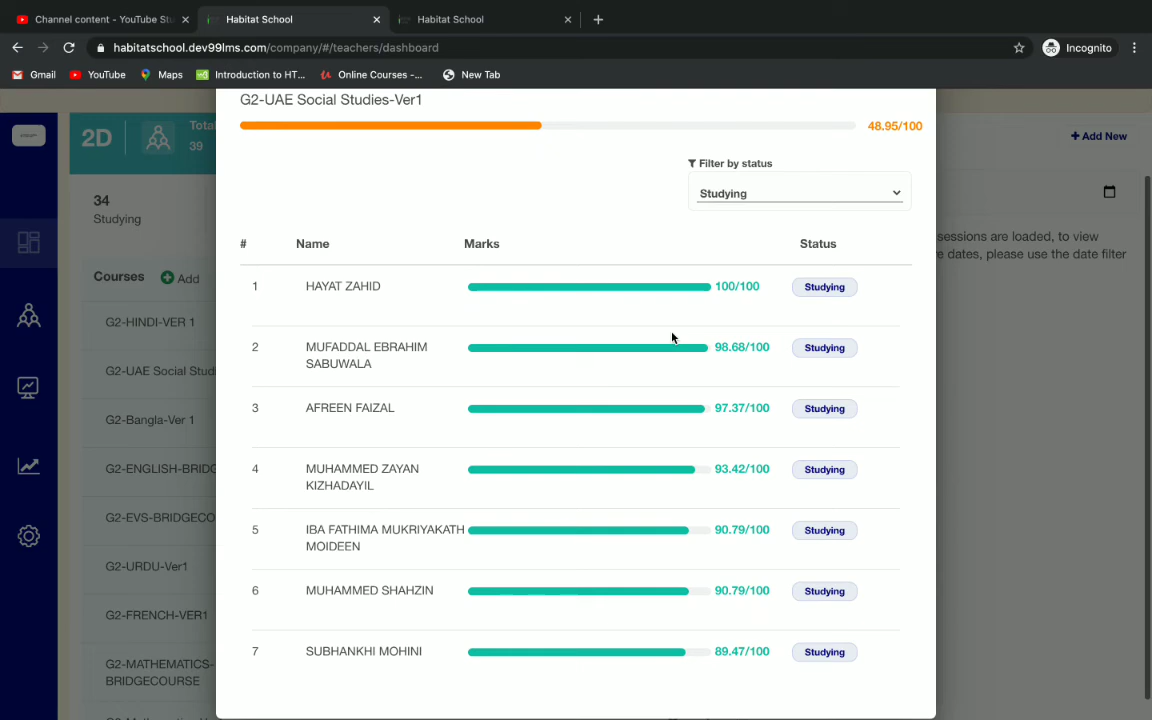 Channel content - YouTube Stu
Habitat School
Habitat School
habitatschool.dev99lms.com/company/#/teachers/dashboard
Incognito
Gmail
YouTube
Maps
Introduction to HT...
Online Courses -...
New Tab
G2-UAE Social Studies-Ver1
48.95/100
2D
Total
39
+ Add New
Filter by status
Studying
34
Studying
sessions are loaded, to view
re dates, please use the date filter
# Name Marks Status
Courses
Add
1 HAYAT ZAHID 100/100 Studying
G2-HINDI-VER 1
2 MUFADDAL EBRAHIM 98.68/100 Studying
SABUWALA
G2-UAE Social Studi
3 AFREEN FAIZAL 97.37/100 Studying
G2-Bangla-Ver 1
4 MUHAMMED ZAYAN 93.42/100 Studying
KIZHADAYIL
G2-ENGLISH-BRIDG
5 IBA FATHIMA MUKRIYAKATH 90.79/100 Studying
MOIDEEN
G2-EVS-BRIDGECO
G2-URDU-Ver1
6 MUHAMMED SHAHZIN 90.79/100 Studying
G2-FRENCH-VER1
7 SUBHANKHI MOHINI 89.47/100 Studying
G2-MATHEMATICS-
BRIDGECOURSE